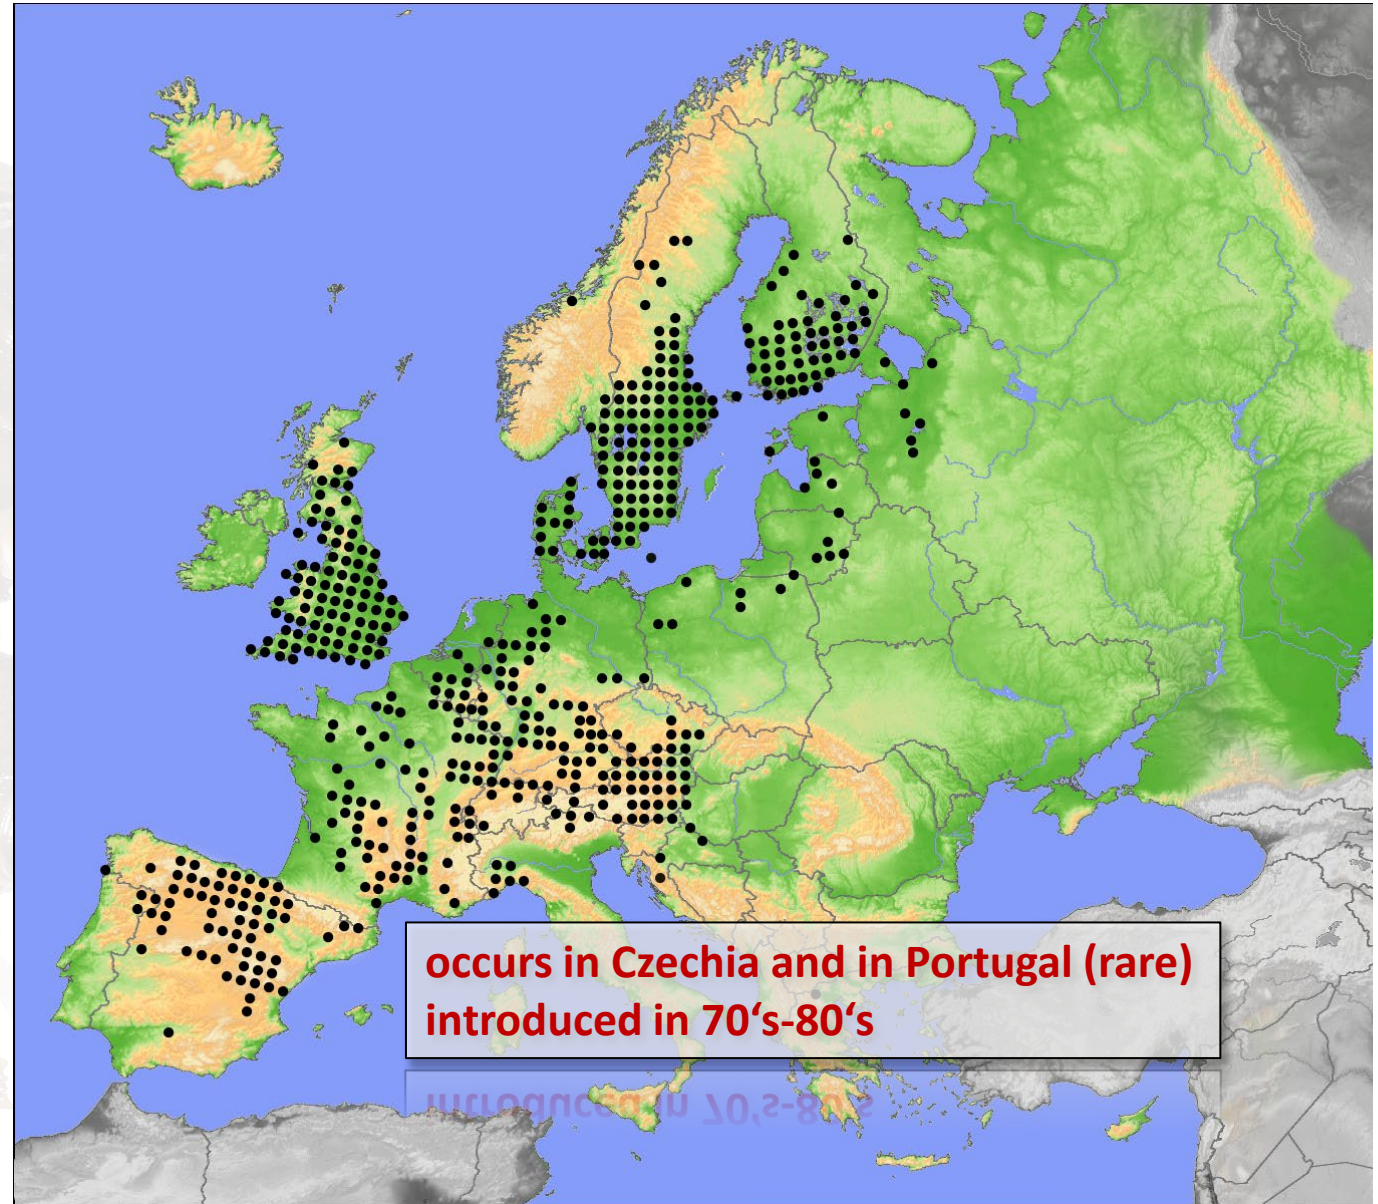 occurs in Czechia and in Portugal (rare)
introduced in 70‘s-80‘s